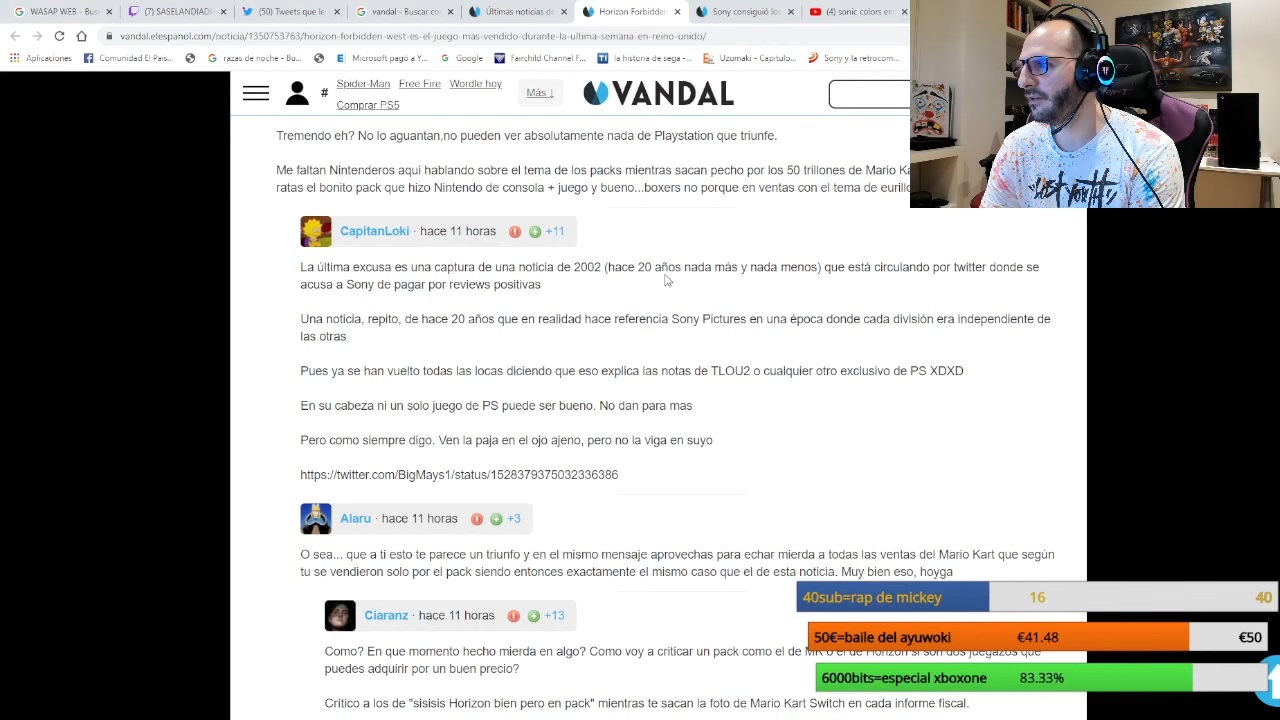 WASAP WEB - Bus
(7) SASELANDIADIF
(50) Tweets que le
vandal - Buscar co
Últimas noticias de
Horizon Forbidden
Sony consiguió los
(4) sonic colors en
vandal.elespanol.com/noticia/1350753763/horizon-forbidden-west-es-el-juego-mas-vendido-durante-la-ultima-semana-en-reino-unido/
Aplicaciones
Comunidad El Pais...
razas de noche - Bu...
Microsoft pagó a Y...
Google
Fairchild Channel F...
la historia de sega -...
Uzumaki - Capitulo...
Sony y la retrocom...
# Spider-Man Free Fire Wordle hoy
Comprar PS5
Más ↓
VANDAL
Tremendo eh? No lo aguantan,no pueden ver absolutamente nada de Playstation que triunfe.
Me faltan Nintenderos aqui hablando sobre el tema de los packs mientras sacan pecho por los 50 trillones de Mario
ratas el bonito pack que hizo Nintendo de consola + juego y bueno...boxers no porque en ventas con el tema de
CapitanLoki · hace 11 horas +11
La última excusa es una captura de una noticia de 2002 (hace 20 años nada más y nada menos) que está circulando por twitter donde se
acusa a Sony de pagar por reviews positivas
Una noticia, repito, de hace 20 años que en realidad hace referencia Sony Pictures en una época donde cada división era independiente de
las otras
Pues ya se han vuelto todas las locas diciendo que eso explica las notas de TLOU2 o cualquier otro exclusivo de PS XDXD
En su cabeza ni un solo juego de PS puede ser bueno. No dan para mas
Pero como siempre digo. Ven la paja en el ojo ajeno, pero no la viga en suyo
https://twitter.com/BigMays1/status/1528379375032336386
Alaru · hace 11 horas +3
O sea... que a ti esto te parece un triunfo y en el mismo mensaje aprovechas para echar mierda a todas las ventas del Mario Kart que según
tu se vendieron solo por el pack siendo entonces exactamente el mismo caso que el de esta noticia. Muy bien eso, hoyga
40sub=rap de mickey 16 40
Ciaranz · hace 11 horas +13
50€=baile del ayuwoki €41.48 €50
Como? En que momento hecho mierda en algo? Como voy a criticar un pack como el de MK o el de Horizon si son dos juegazos que
puedes adquirir por un buen precio?
6000bits=especial xboxone 83.33%
Crítico a los de "sisisis Horizon bien pero en pack" mientras te sacan la foto de Mario Kart Switch en cada informe fiscal.